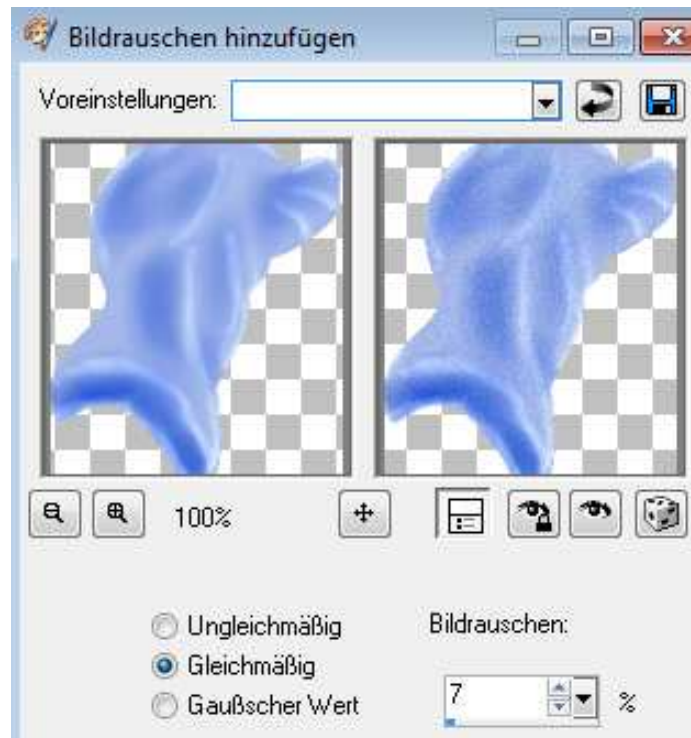 Bildrauschen hinzufügen
Voreinstellungen:
100%
Ungleichmäßig
Gleichmäßig
Gaußscher Wert
Bildrauschen:
7 %